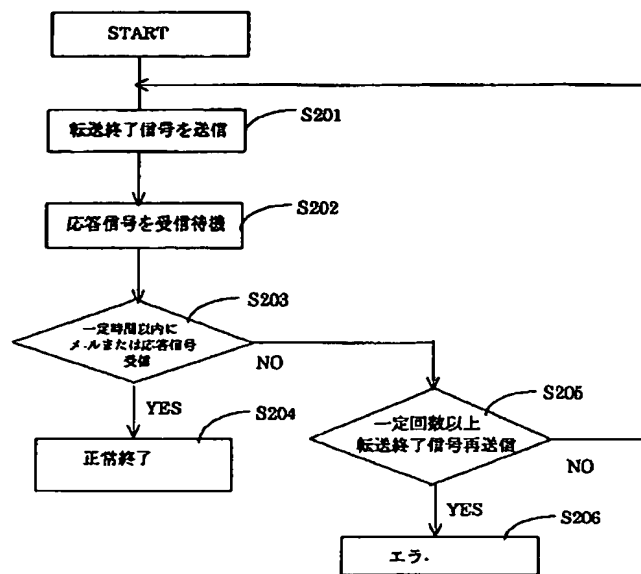 START
S201
転送終了信号を送信
S202
応答信号を受信待機
S203
一定時間以内に
メールまたは応答信号
受信
NO
YES
S204
正常終了
S205
一定回数以上
転送終了信号再送信
NO
YES
S206
エラー